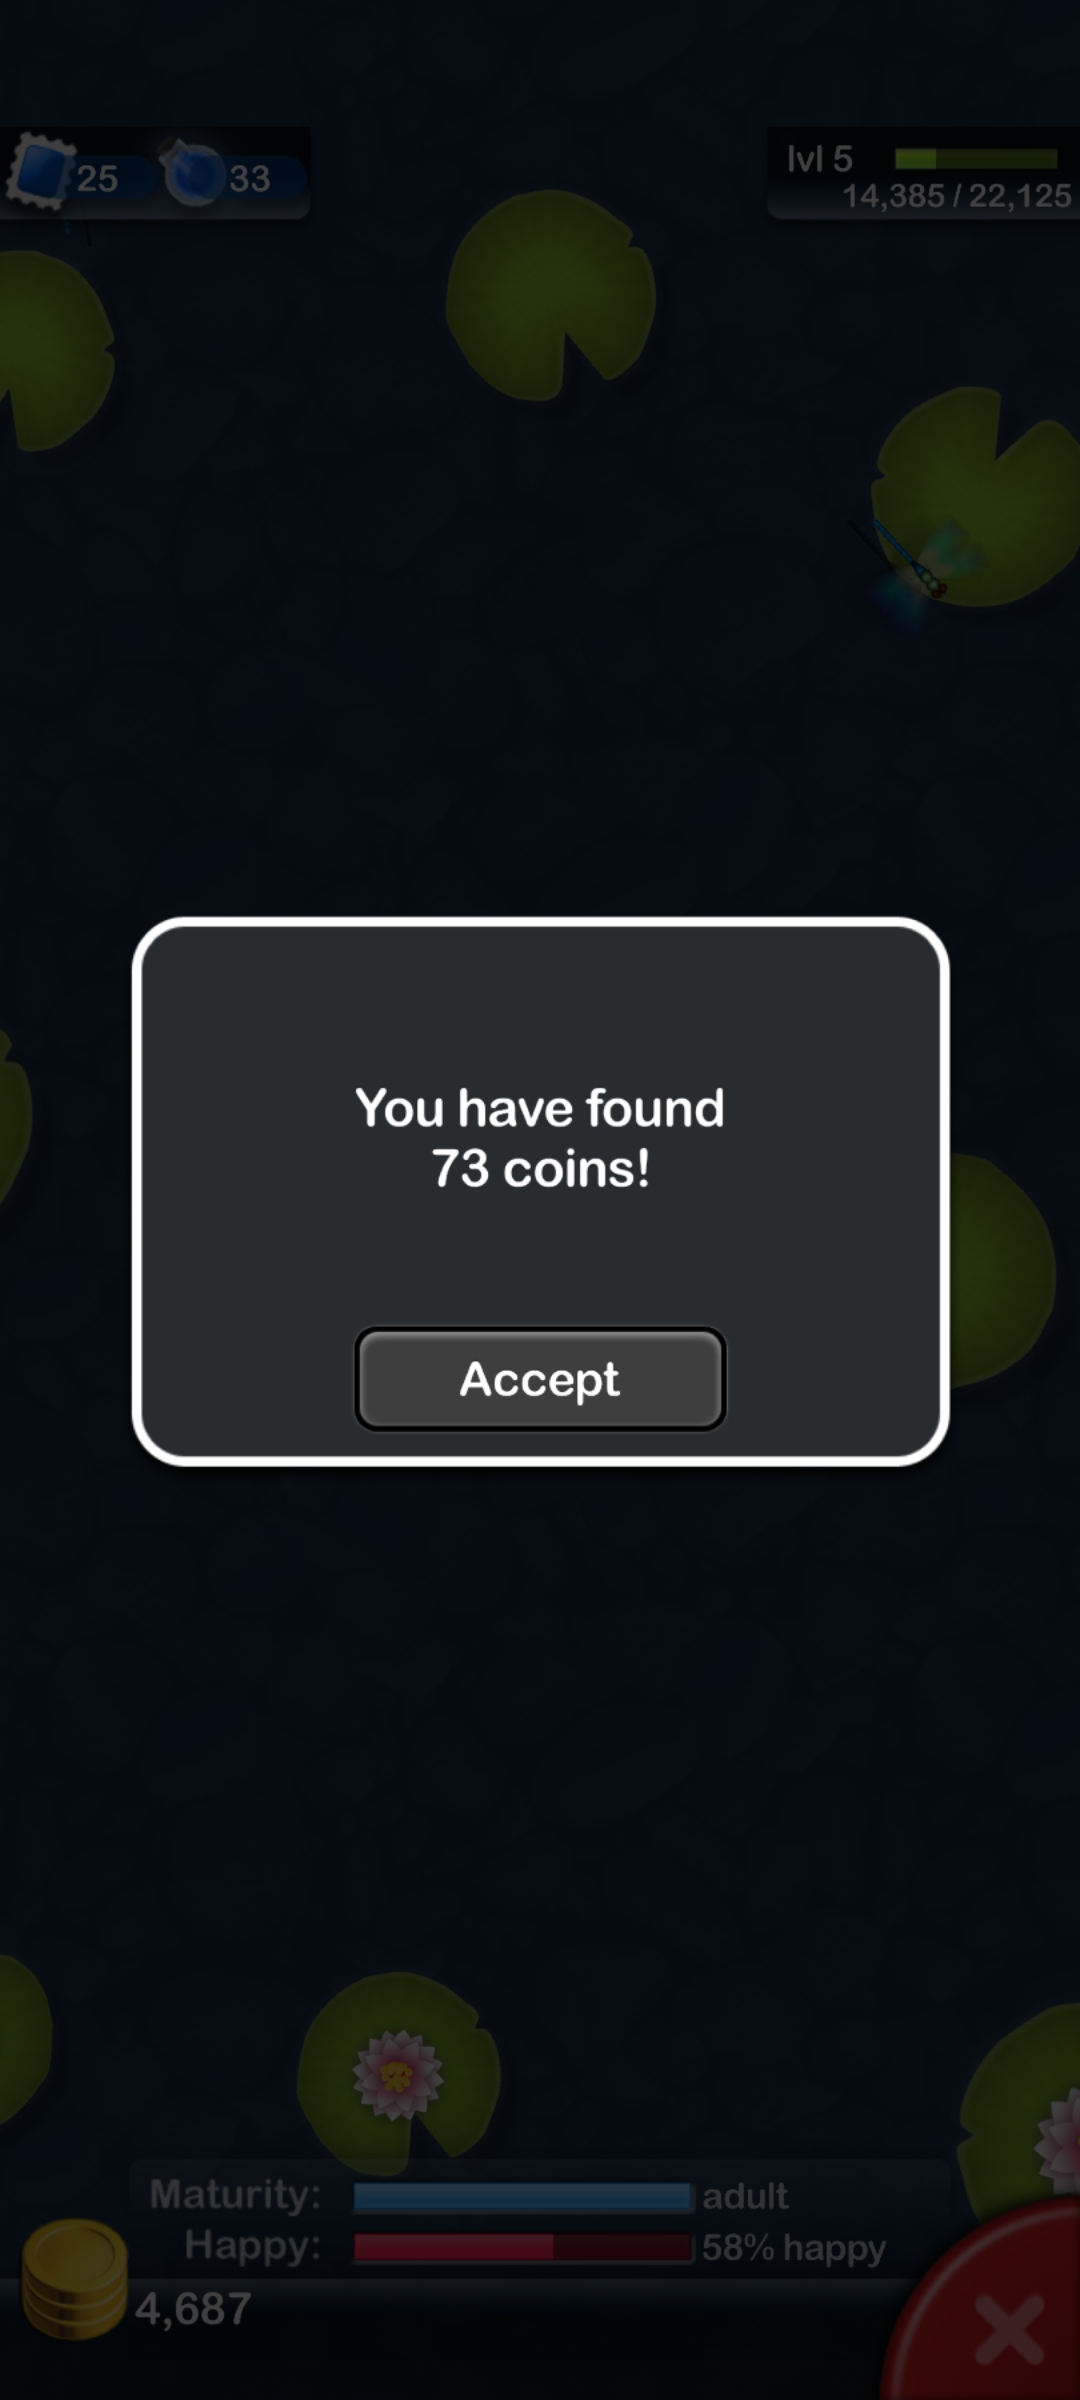 25 33
lvl 5
14,385 / 22,125
You have found
73 coins!
Accept
Maturity: adult
Happy: 58% happy
4,687